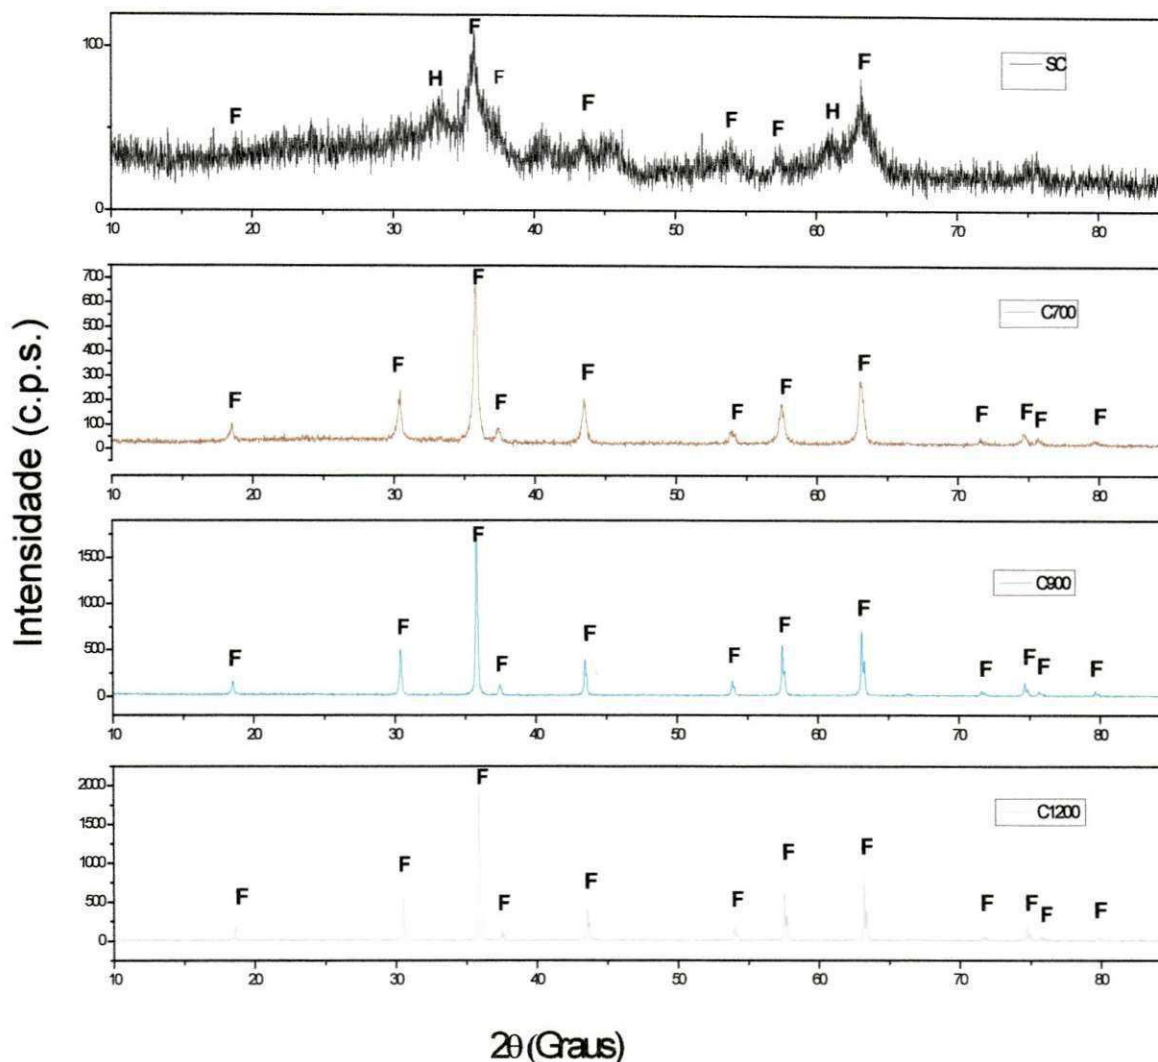 Intensidade (c.p.s.)
F
H F F F F F H F
SC
100
0
10 20 30 40 50 60 70 80
F
F F F F F F F F F F
C700
700
600
500
400
300
200
100
0
10 20 30 40 50 60 70 80
F
F F F F F F F F F F
C900
1500
1000
500
0
10 20 30 40 50 60 70 80
F
F F F F F F F F F F
C1200
2000
1500
1000
500
0
10 20 30 40 50 60 70 80
2θ (Graus)